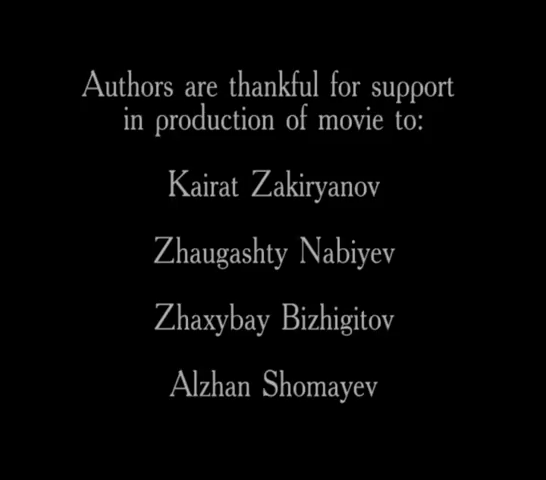 Authors are thankful for support
in production of movie to:
Kairat Zakiryanov
Zhaugashty Nabiyev
Zhaxybay Bizhigitov
Alzhan Shomayev